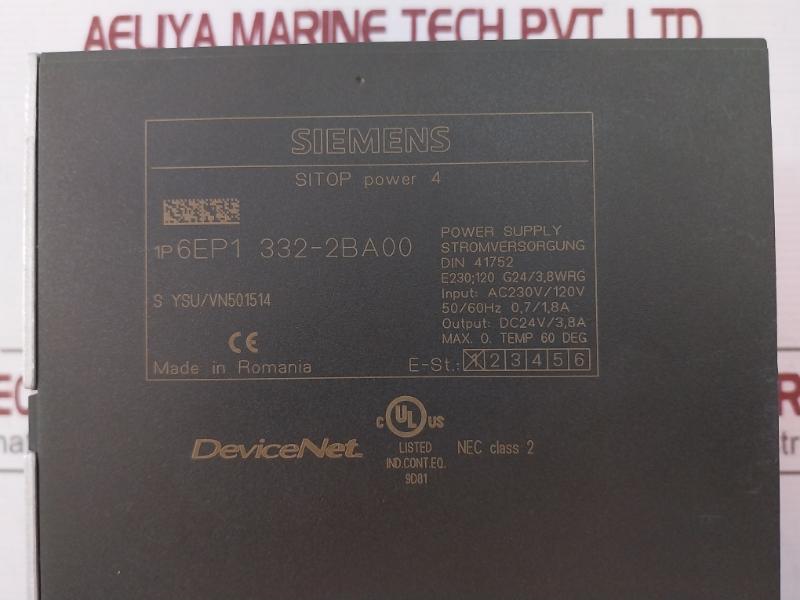 AELIYA MARINE TECH PVT. LTD.
SIEMENS
SITOP power 4
1P 6EP1 332-2BA00
S YSU/VN501514
CE
Made in Romania
POWER SUPPLY
STROMVERSORGUNG
DIN 41752
E230;120 G24/3,8WRG
Input: AC230V/120V
50/60Hz 0,7/1,8A
Output: DC24V/3,8A
MAX. O. TEMP 60 DEG
E-St.: 1 2 3 4 5 6
DeviceNet
C UL US
LISTED
IND.CONT.EQ.
9D81
NEC class 2